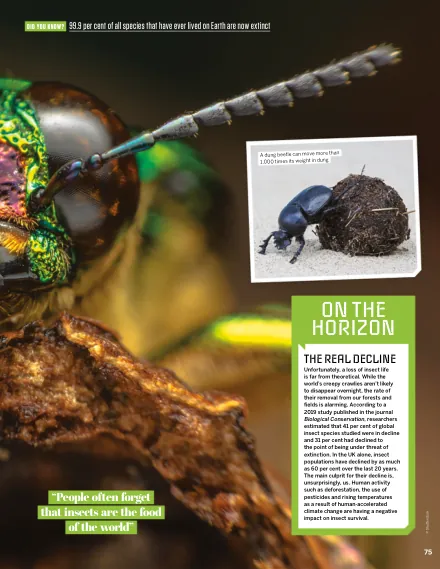 DID YOU KNOW? 99.9 per cent of all species that have ever lived on Earth are now extinct
A dung beetle can move more than
1,000 times its weight in dung
ON THE
HORIZON
THE REAL DECLINE
Unfortunately, a loss of insect life
is far from theoretical. While the
world's creepy crawlies aren't likely
to disappear overnight, the rate of
their removal from our forests and
fields is alarming. According to a
2019 study published in the journal
Biological Conservation, researchers
estimated that 41 per cent of global
insect species studied were in decline
and 31 per cent had declined to
the point of being under threat of
extinction. In the UK alone, insect
populations have declined by as much
as 60 per cent over the last 20 years.
The main culprit for their decline is,
unsurprisingly, us. Human activity
such as deforestation, the use of
pesticides and rising temperatures
as a result of human-accelerated
climate change are having a negative
impact on insect survival.
"People often forget
that insects are the food
of the world"
75